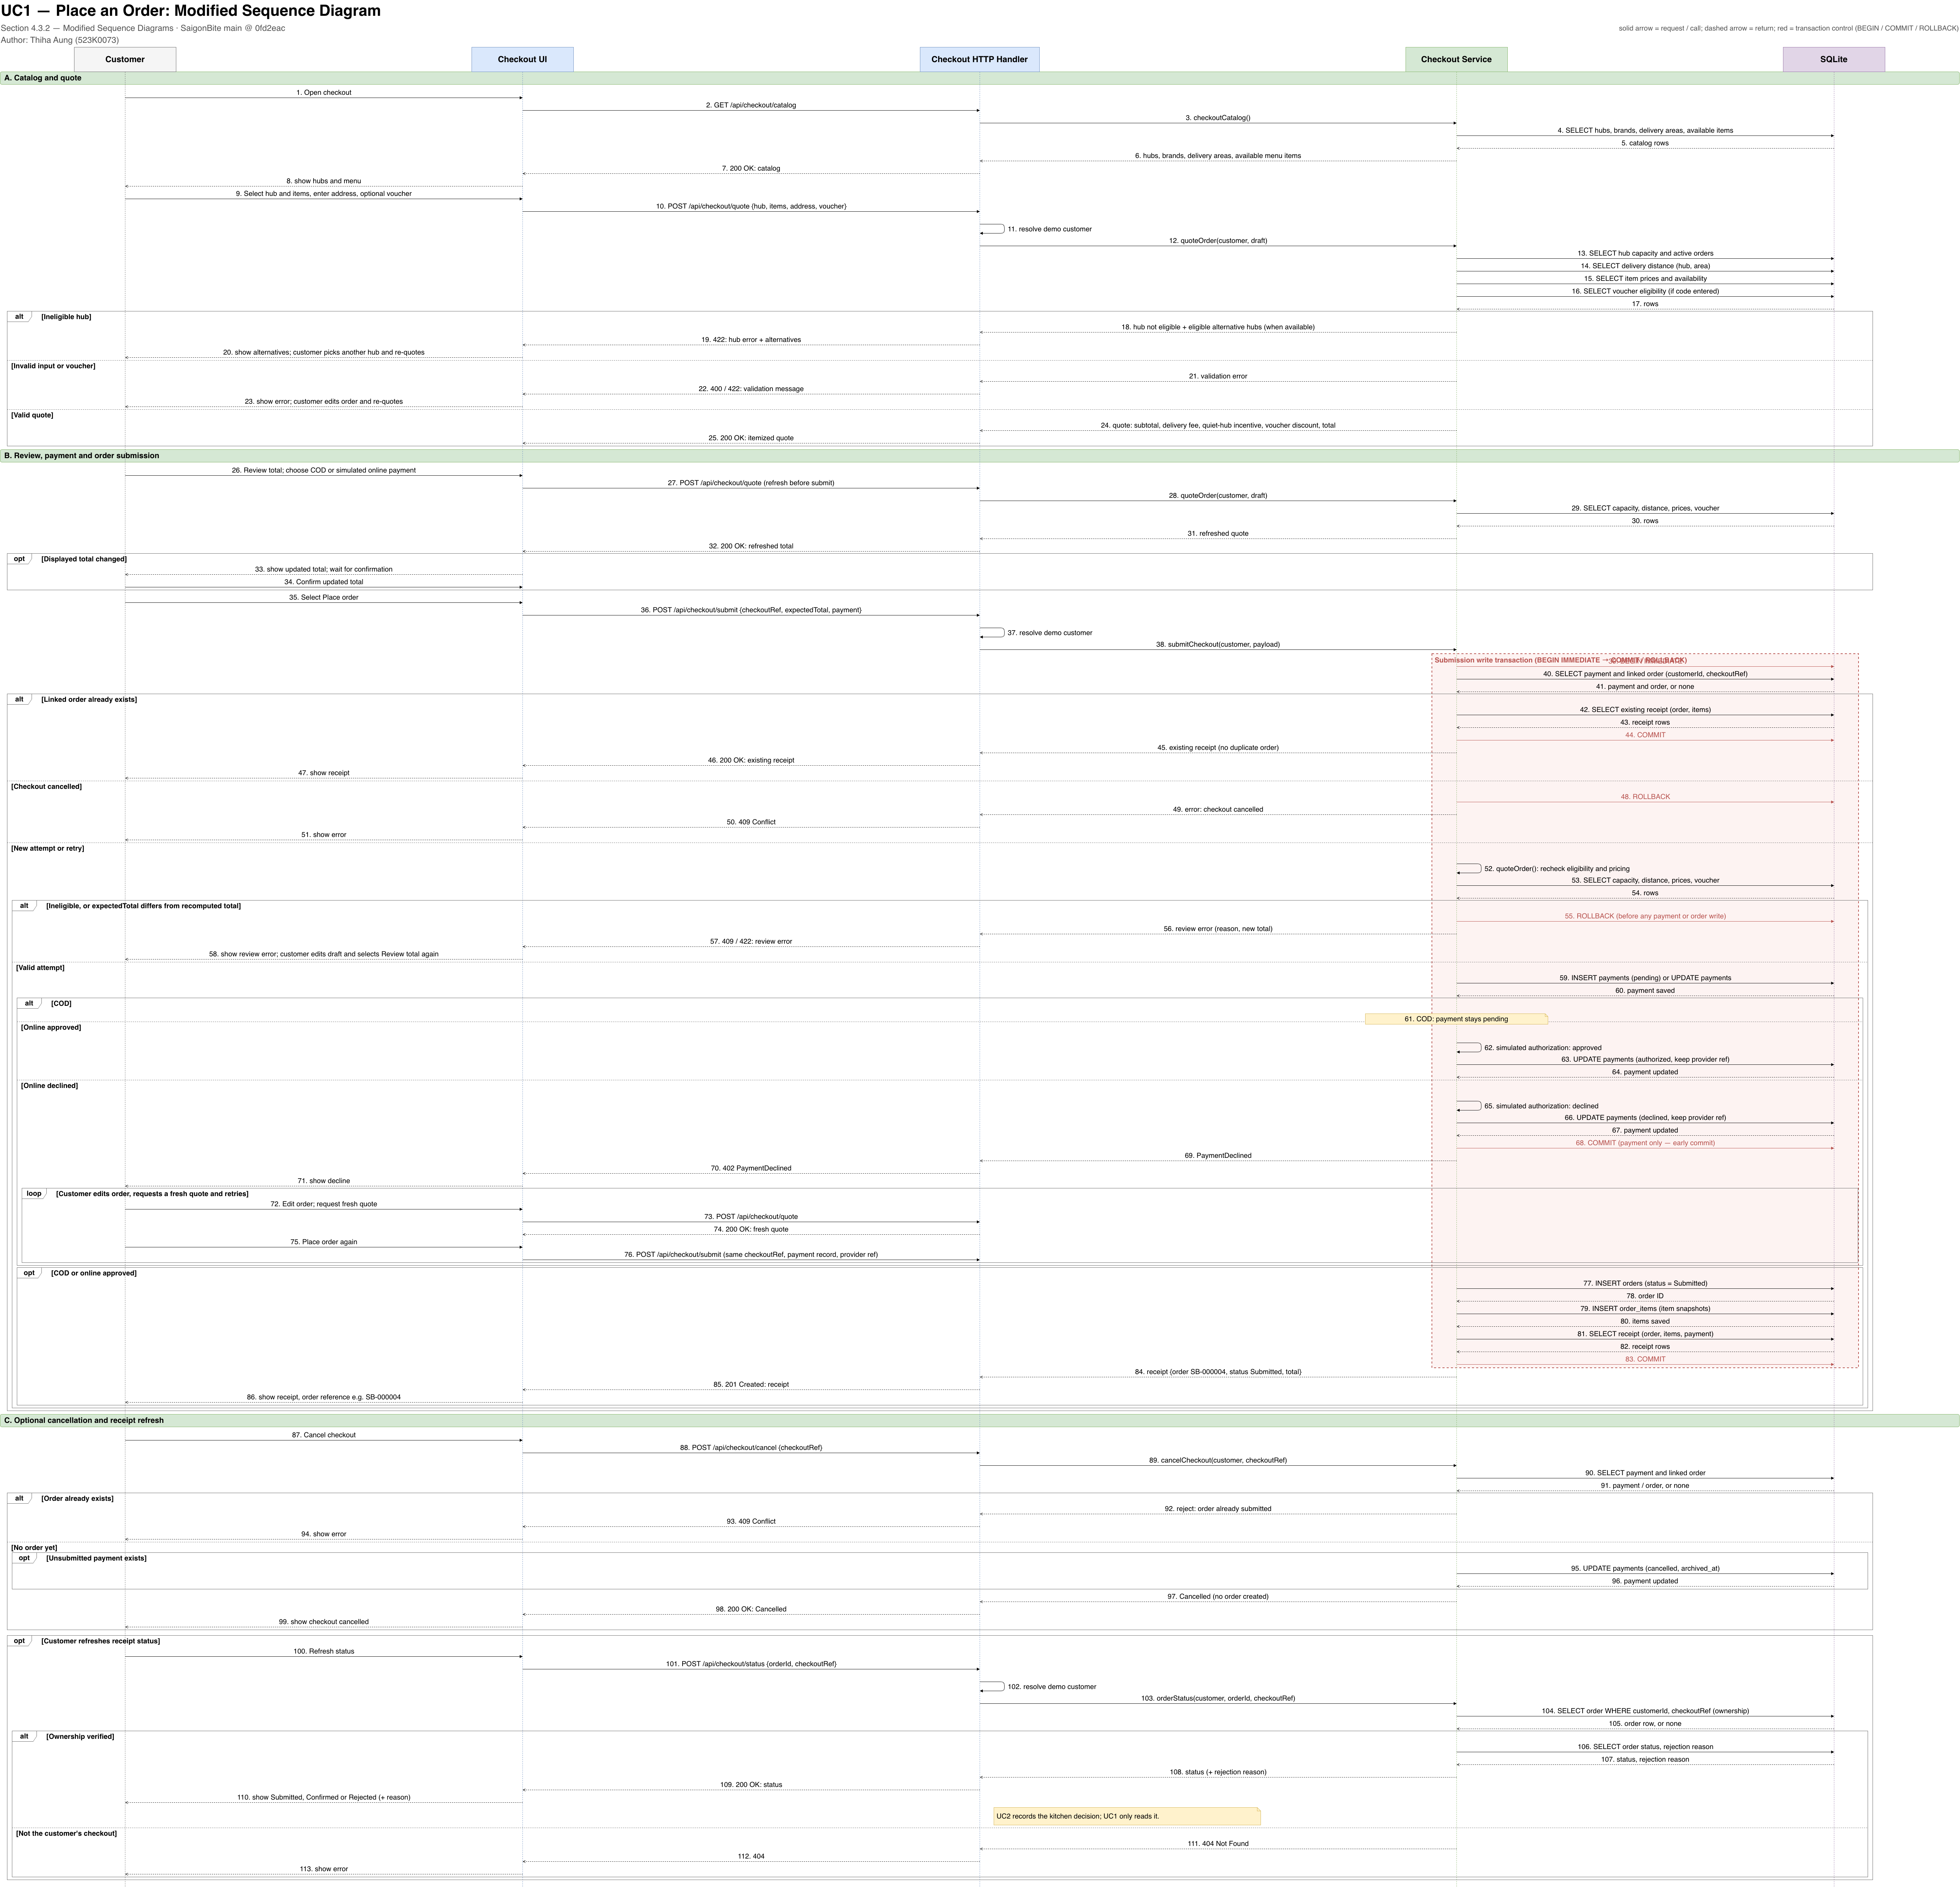 UC1 — Place an Order: Modified Sequence Diagram
Section 4.3.2 — Modified Sequence Diagrams · SaigonBite main @ 0fd2eac
solid arrow = request / call; dashed arrow = return; red = transaction control (BEGIN / COMMIT / ROLLBACK)
Author: Thiha Aung (523K0073)
Customer
Checkout UI
Checkout HTTP Handler
Checkout Service
SQLite
A. Catalog and quote
1. Open checkout
2. GET /api/checkout/catalog
3. checkoutCatalog()
4. SELECT hubs, brands, delivery areas, available items
5. catalog rows
6. hubs, brands, delivery areas, available menu items
7. 200 OK: catalog
8. show hubs and menu
9. Select hub and items, enter address, optional voucher
10. POST /api/checkout/quote {hub, items, address, voucher}
11. resolve demo customer
12. quoteOrder(customer, draft)
13. SELECT hub capacity and active orders
14. SELECT delivery distance (hub, area)
15. SELECT item prices and availability
16. SELECT voucher eligibility (if code entered)
17. rows
alt [Ineligible hub]
18. hub not eligible + eligible alternative hubs (when available)
19. 422: hub error + alternatives
20. show alternatives; customer picks another hub and re-quotes
[Invalid input or voucher]
21. validation error
22. 400 / 422: validation message
23. show error; customer edits order and re-quotes
[Valid quote]
24. quote: subtotal, delivery fee, quiet-hub incentive, voucher discount, total
25. 200 OK: itemized quote
B. Review, payment and order submission
26. Review total; choose COD or simulated online payment
27. POST /api/checkout/quote (refresh before submit)
28. quoteOrder(customer, draft)
29. SELECT capacity, distance, prices, voucher
30. rows
31. refreshed quote
32. 200 OK: refreshed total
opt [Displayed total changed]
33. show updated total; wait for confirmation
34. Confirm updated total
35. Select Place order
36. POST /api/checkout/submit {checkoutRef, expectedTotal, payment}
37. resolve demo customer
38. submitCheckout(customer, payload)
Submission write transaction (BEGIN IMMEDIATE → COMMIT / ROLLBACK)
40. SELECT payment and linked order (customerId, checkoutRef)
41. payment and order, or none
alt [Linked order already exists]
42. SELECT existing receipt (order, items)
43. receipt rows
44. COMMIT
45. existing receipt (no duplicate order)
46. 200 OK: existing receipt
47. show receipt
[Checkout cancelled]
48. ROLLBACK
49. error: checkout cancelled
50. 409 Conflict
51. show error
[New attempt or retry]
52. quoteOrder(): recheck eligibility and pricing
53. SELECT capacity, distance, prices, voucher
54. rows
alt [Ineligible, or expectedTotal differs from recomputed total]
55. ROLLBACK (before any payment or order write)
56. review error (reason, new total)
57. 409 / 422: review error
58. show review error; customer edits draft and selects Review total again
[Valid attempt]
59. INSERT payments (pending) or UPDATE payments
60. payment saved
alt [COD]
61. COD: payment stays pending
[Online approved]
62. simulated authorization: approved
63. UPDATE payments (authorized, keep provider ref)
64. payment updated
[Online declined]
65. simulated authorization: declined
66. UPDATE payments (declined, keep provider ref)
67. payment updated
68. COMMIT (payment only — early commit)
69. PaymentDeclined
70. 402 PaymentDeclined
71. show decline
loop [Customer edits order, requests a fresh quote and retries]
72. Edit order; request fresh quote
73. POST /api/checkout/quote
74. 200 OK: fresh quote
75. Place order again
76. POST /api/checkout/submit (same checkoutRef, payment record, provider ref)
opt [COD or online approved]
77. INSERT orders (status = Submitted)
78. order ID
79. INSERT order_items (item snapshots)
80. items saved
81. SELECT receipt (order, items, payment)
82. receipt rows
83. COMMIT
84. receipt (order SB-000004, status Submitted, total)
85. 201 Created: receipt
86. show receipt, order reference e.g. SB-000004
C. Optional cancellation and receipt refresh
87. Cancel checkout
88. POST /api/checkout/cancel {checkoutRef}
89. cancelCheckout(customer, checkoutRef)
90. SELECT payment and linked order
91. payment / order, or none
alt [Order already exists]
92. reject: order already submitted
93. 409 Conflict
94. show error
[No order yet]
opt [Unsubmitted payment exists]
95. UPDATE payments (cancelled, archived_at)
96. payment updated
97. Cancelled (no order created)
98. 200 OK: Cancelled
99. show checkout cancelled
opt [Customer refreshes receipt status]
100. Refresh status
101. POST /api/checkout/status {orderId, checkoutRef}
102. resolve demo customer
103. orderStatus(customer, orderId, checkoutRef)
104. SELECT order WHERE customerId, checkoutRef (ownership)
105. order row, or none
alt [Ownership verified]
106. SELECT order status, rejection reason
107. status, rejection reason
108. status (+ rejection reason)
109. 200 OK: status
110. show Submitted, Confirmed or Rejected (+ reason)
UC2 records the kitchen decision; UC1 only reads it.
[Not the customer's checkout]
111. 404 Not Found
112. 404
113. show error